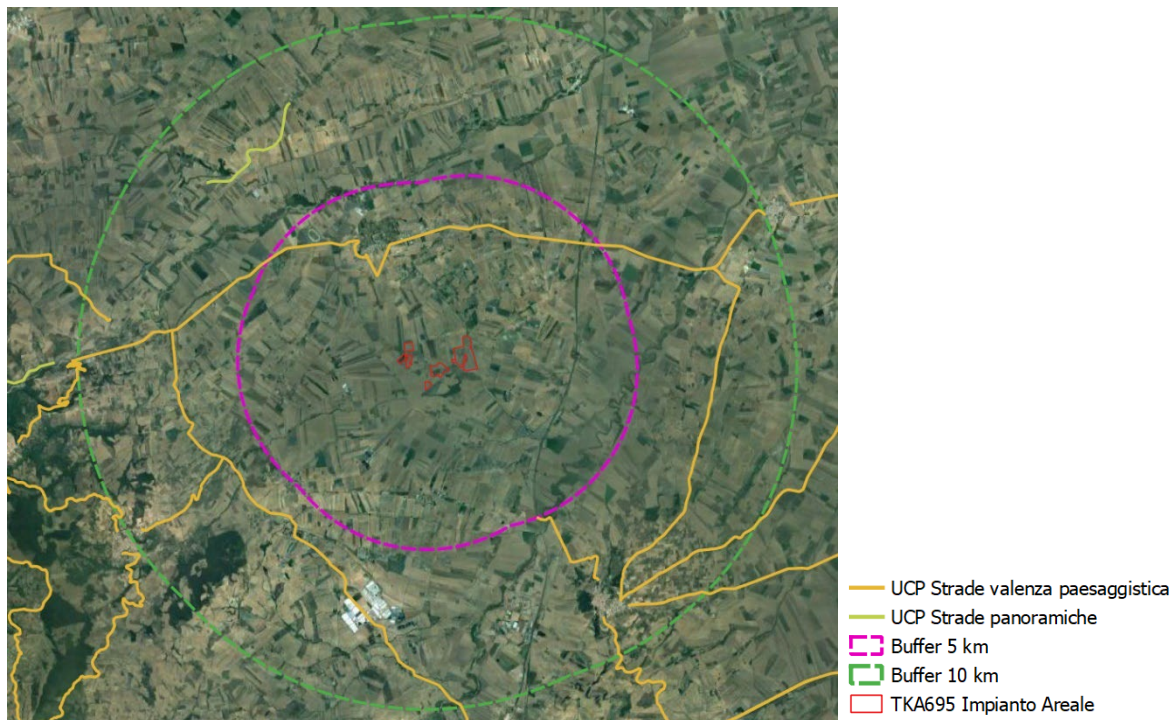 UCP Strade valenza paesaggistica
UCP Strade panoramiche
Buffer 5 km
Buffer 10 km
TKA695 Impianto Areale